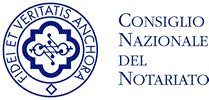 FIDEI ET VERITATIS ANCHORA
CONSIGLIO
NAZIONALE
DEL
NOTARIATO